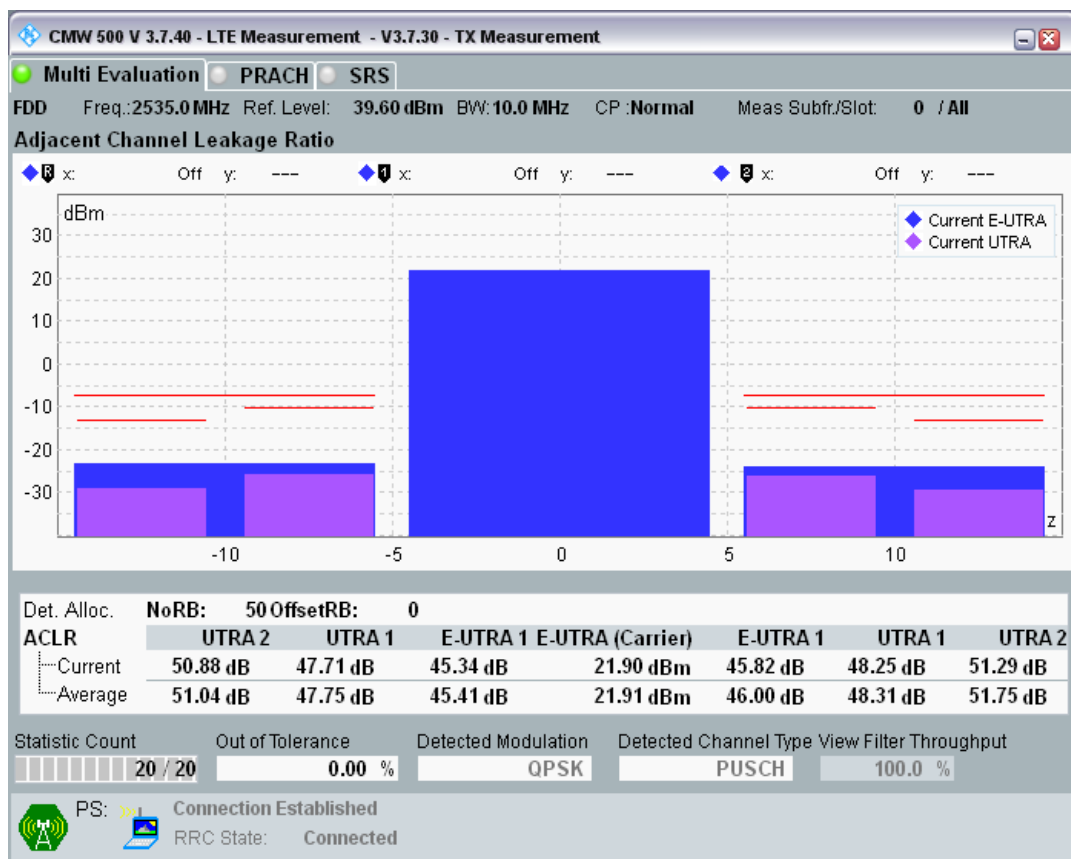 CMW 500 V 3.7.40 - LTE Measurement - V3.7.30 - TX Measurement
Multi Evaluation PRACH SRS
FDD Freq.:2535.0 MHz Ref. Level: 39.60 dBm BW: 10.0 MHz CP :Normal Meas Subfr./Slot: 0 / All
Adjacent Channel Leakage Ratio
R x: Off y: --- 1 x: Off y: --- 2 x: Off y: ---
dBm
Current E-UTRA
Current UTRA
30
20
10
0
-10
-20
-30
z
-10 -5 0 5 10
Det. Alloc. NoRB: 50 OffsetRB: 0
ACLR UTRA 2 UTRA 1 E-UTRA 1 E-UTRA (Carrier) E-UTRA 1 UTRA 1 UTRA 2
Current 50.88 dB 47.71 dB 45.34 dB 21.90 dBm 45.82 dB 48.25 dB 51.29 dB
Average 51.04 dB 47.75 dB 45.41 dB 21.91 dBm 46.00 dB 48.31 dB 51.75 dB
Statistic Count Out of Tolerance Detected Modulation Detected Channel Type View Filter Throughput
20 / 20 0.00 % QPSK PUSCH 100.0 %
PS: Connection Established
RRC State: Connected